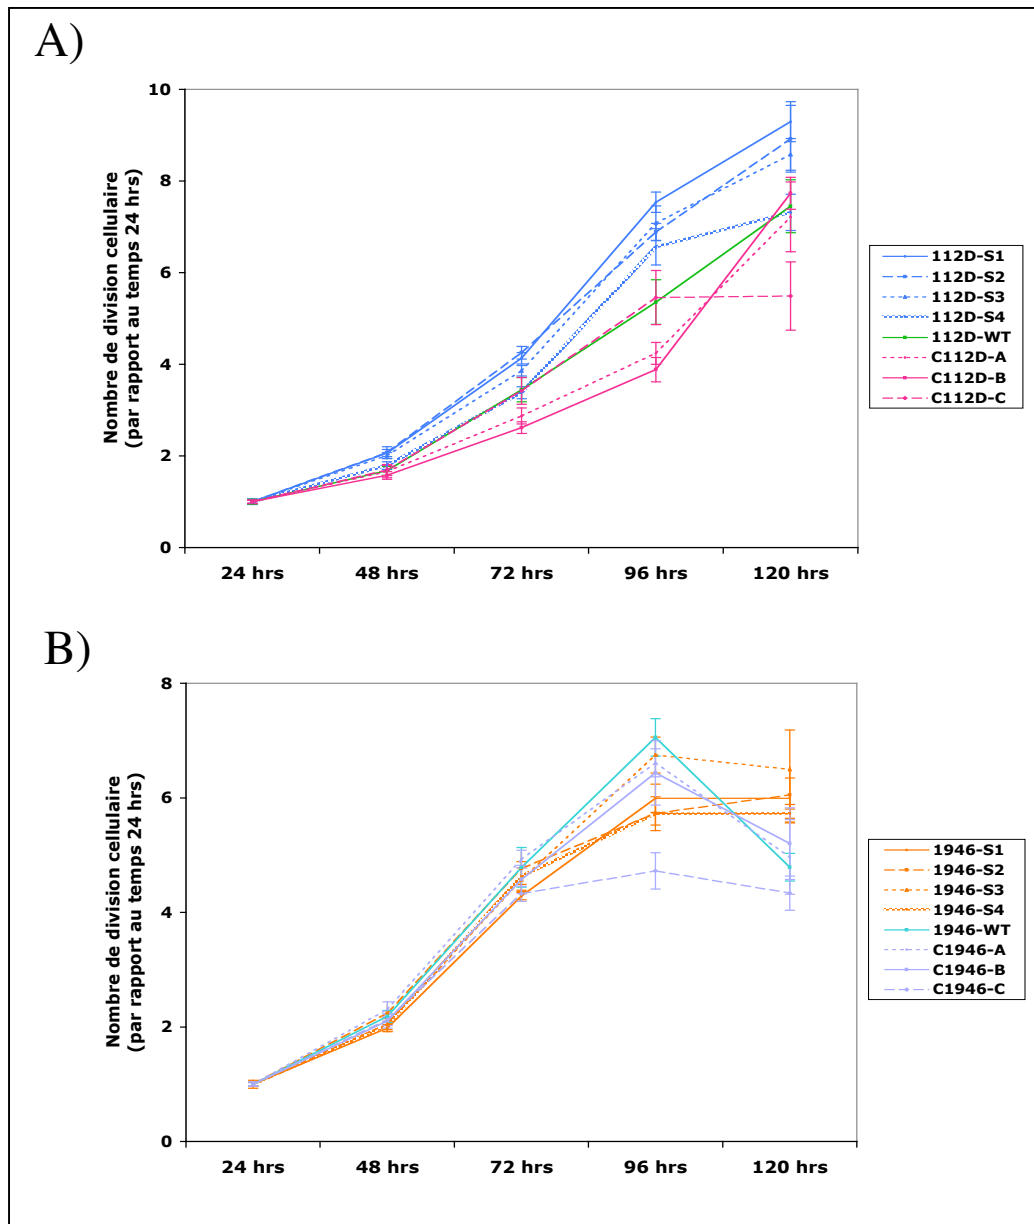 A)
Nombre de division cellulaire
(par rapport au temps 24 hrs)
10
8
6
4
2
0
24 hrs
48 hrs
72 hrs
96 hrs
120 hrs
112D-S1
112D-S2
112D-S3
112D-S4
112D-WT
C112D-A
C112D-B
C112D-C
B)
Nombre de division cellulaire
(par rapport au temps 24 hrs)
8
6
4
2
0
24 hrs
48 hrs
72 hrs
96 hrs
120 hrs
1946-S1
1946-S2
1946-S3
1946-S4
1946-WT
C1946-A
C1946-B
C1946-C